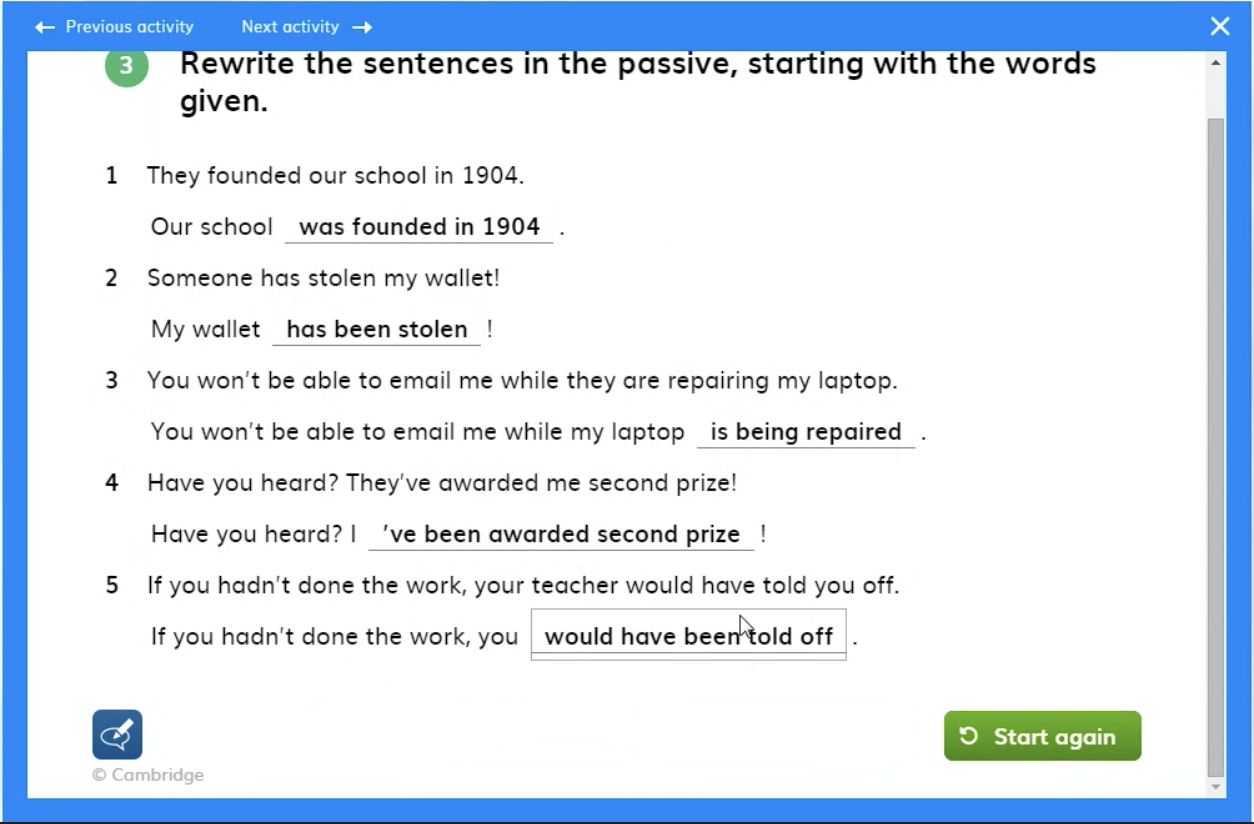 Previous activity Next activity
3 Rewrite the sentences in the passive, starting with the words
given.
1 They founded our school in 1904.
Our school was founded in 1904 .
2 Someone has stolen my wallet!
My wallet has been stolen !
3 You won't be able to email me while they are repairing my laptop.
You won't be able to email me while my laptop is being repaired .
4 Have you heard? They've awarded me second prize!
Have you heard? I 've been awarded second prize !
5 If you hadn't done the work, your teacher would have told you off.
If you hadn't done the work, you would have been told off .
Start again
© Cambridge